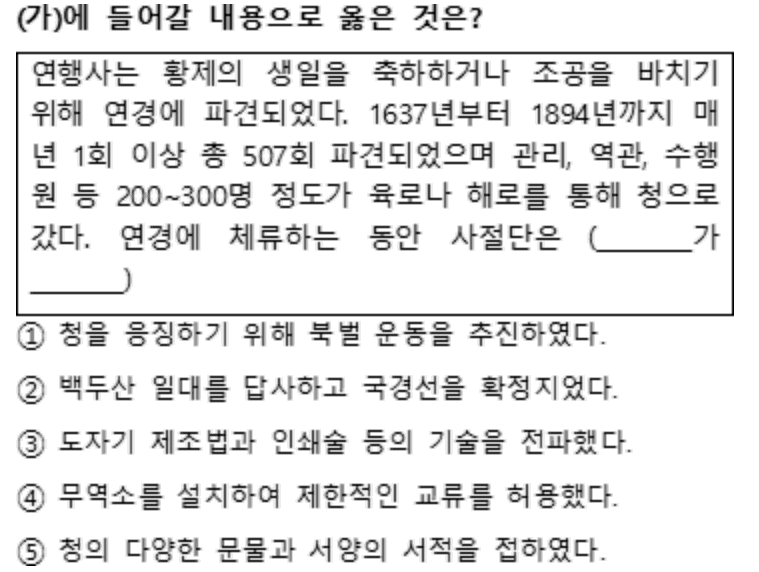 (가)에 들어갈 내용으로 옳은 것은?
연행사는 황제의 생일을 축하하거나 조공을 바치기
위해 연경에 파견되었다. 1637년부터 1894년까지 매
년 1회 이상 총 507회 파견되었으며 관리, 역관, 수행
원 등 200~300명 정도가 육로나 해로를 통해 청으로
갔다. 연경에 체류하는 동안 사절단은 (______가
______)
① 청을 응징하기 위해 북벌 운동을 추진하였다.
② 백두산 일대를 답사하고 국경선을 확정지었다.
③ 도자기 제조법과 인쇄술 등의 기술을 전파했다.
④ 무역소를 설치하여 제한적인 교류를 허용했다.
⑤ 청의 다양한 문물과 서양의 서적을 접하였다.